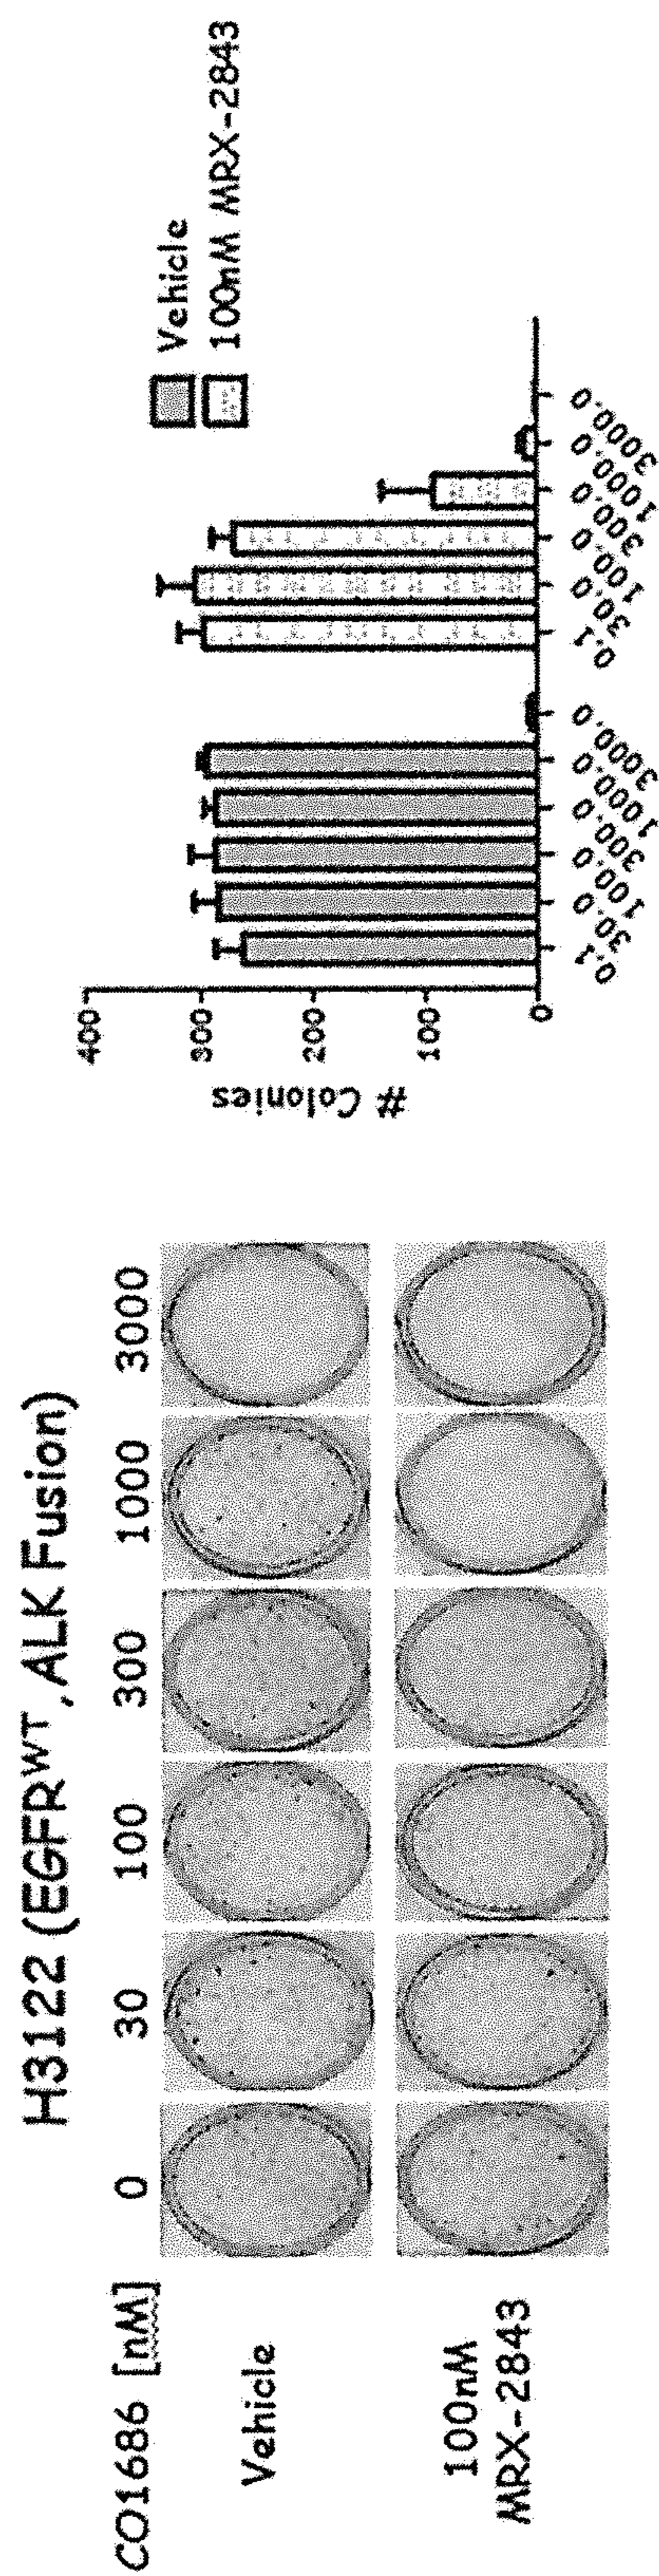 H3122 (EGFRᵂᵀ, ALK Fusion)
CO1686 [nM] 0 30 100 300 1000 3000
Vehicle
100nM
MRX-2843
# Colonies
400
300
200
100
0
0.1 30.0 100.0 300.0 1000.0 3000.0 0.1 30.0 100.0 300.0 1000.0 3000.0
Vehicle
100nM MRX-2843